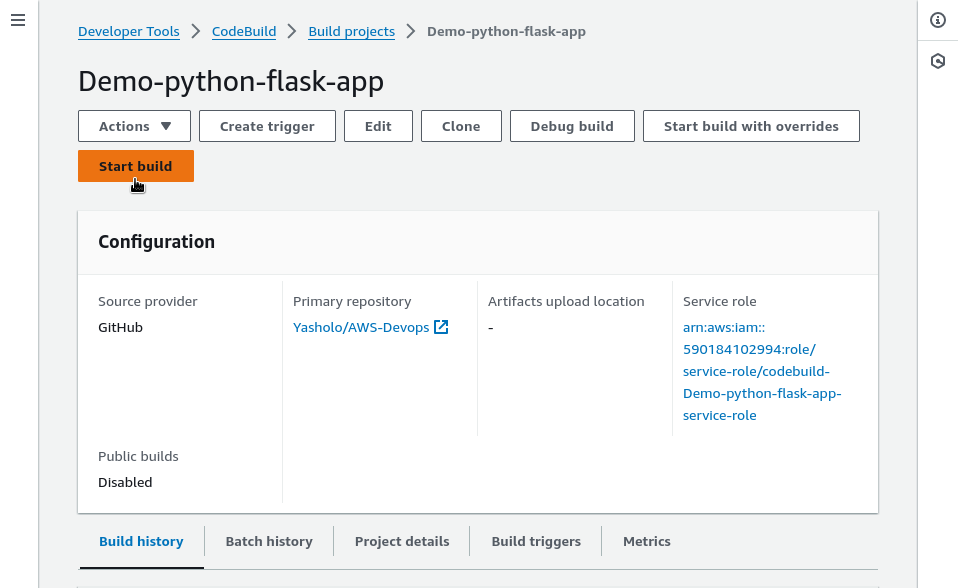 Developer Tools > CodeBuild > Build projects > Demo-python-flask-app
Demo-python-flask-app
Actions ▼ Create trigger Edit Clone Debug build Start build with overrides
Start build
Configuration
Source provider
GitHub
Primary repository
Yasholo/AWS-Devops
Artifacts upload location
-
Service role
arn:aws:iam::
590184102994:role/
service-role/codebuild-
Demo-python-flask-app-
service-role
Public builds
Disabled
Build history Batch history Project details Build triggers Metrics